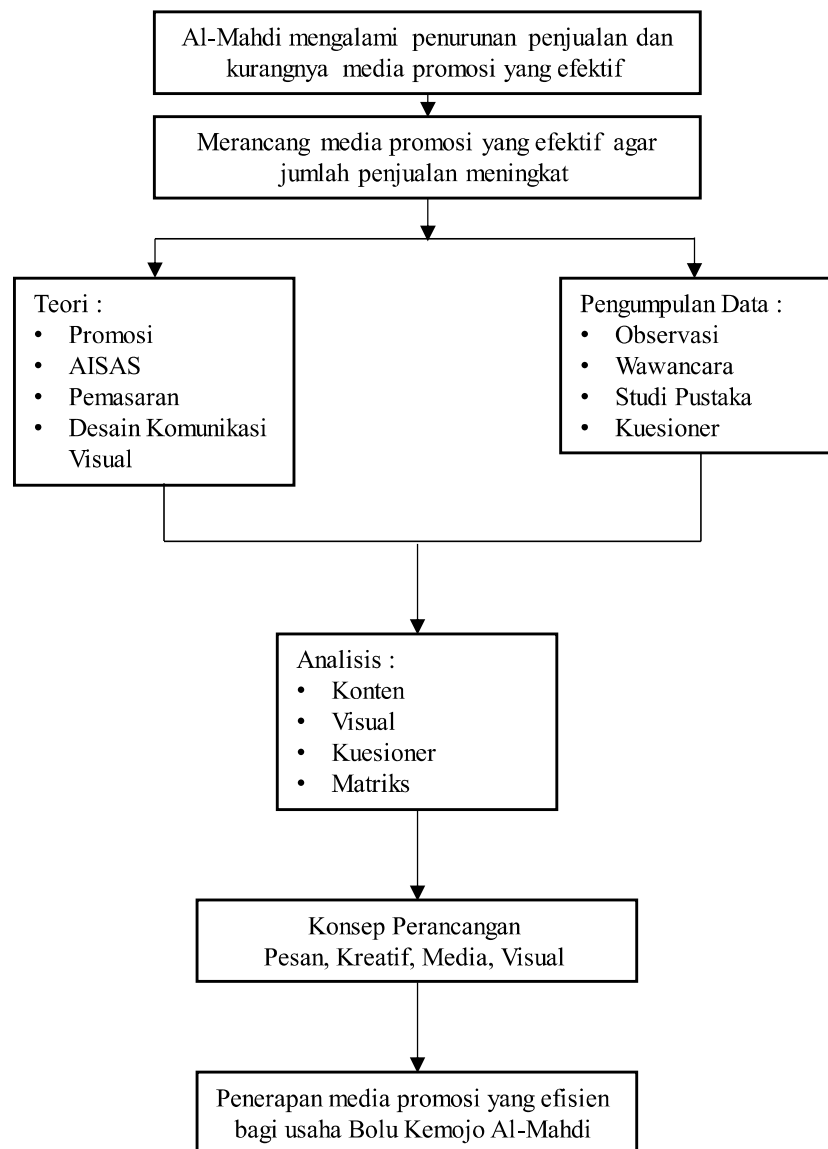 Al-Mahdi mengalami penurunan penjualan dan
kurangnya media promosi yang efektif
Merancang media promosi yang efektif agar
jumlah penjualan meningkat
Teori :
• Promosi
• AISAS
• Pemasaran
• Desain Komunikasi
Visual
Pengumpulan Data :
• Observasi
• Wawancara
• Studi Pustaka
• Kuesioner
Analisis :
• Konten
• Visual
• Kuesioner
• Matriks
Konsep Perancangan
Pesan, Kreatif, Media, Visual
Penerapan media promosi yang efisien
bagi usaha Bolu Kemojo Al-Mahdi